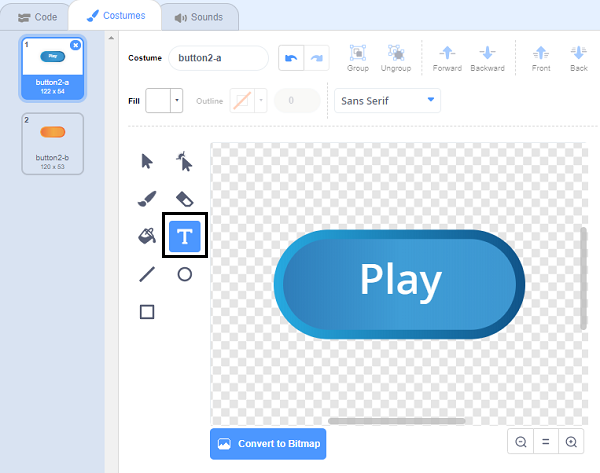 Code Costumes Sounds
1
Play
button2-a
122 x 54
2
button2-b
120 x 53
Costume button2-a
Group Ungroup Forward Backward Front Back
Fill Outline 0 Sans Serif
T
Play
Convert to Bitmap